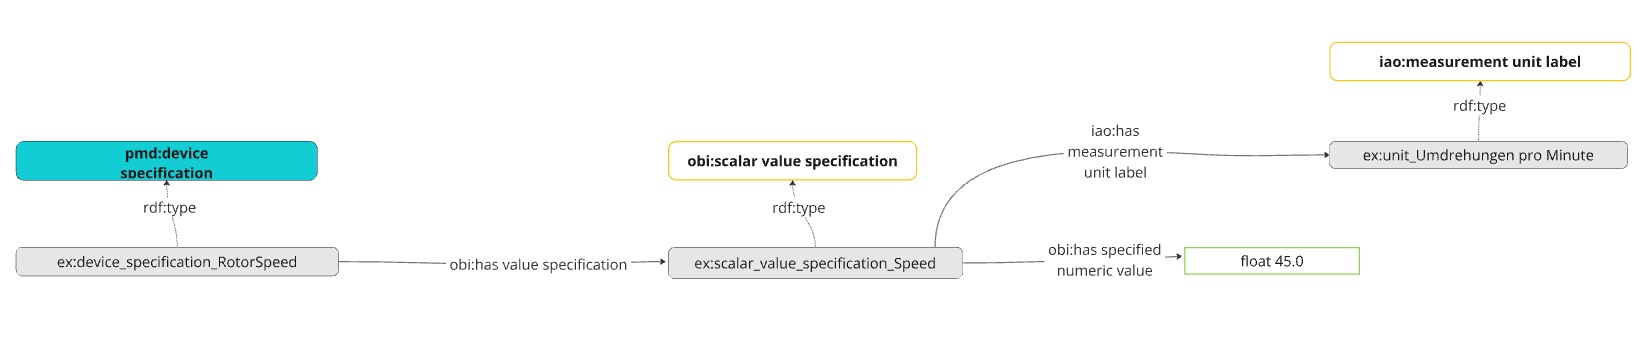 iao:measurement unit label
rdf:type
iao:has
measurement
unit label
ex:unit_Umdrehungen pro Minute
pmd:device
specification
obi:scalar value specification
rdf:type
rdf:type
ex:device_specification_RotorSpeed
obi:has value specification
ex:scalar_value_specification_Speed
obi:has specified
numeric value
float 45.0